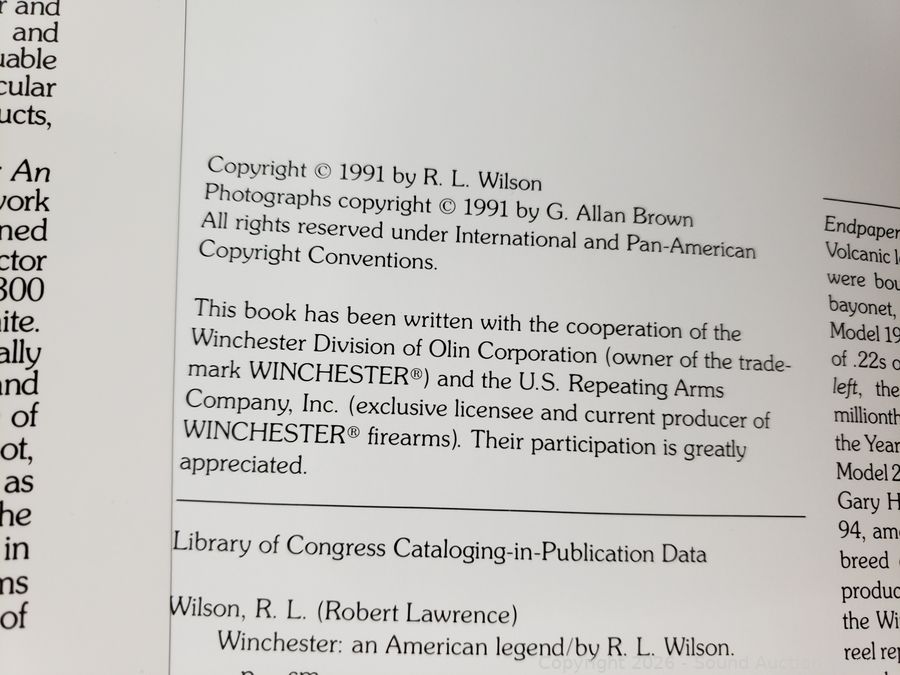 r and
and
uable
cular
ucts,
An
work
ned
ctor
300
ite.
ally
and
of
ot,
as
he
in
ms
of
Copyright © 1991 by R. L. Wilson
Photographs copyright © 1991 by G. Allan Brown
All rights reserved under International and Pan-American
Copyright Conventions.
This book has been written with the cooperation of the
Winchester Division of Olin Corporation (owner of the trade-
mark WINCHESTER®) and the U.S. Repeating Arms
Company, Inc. (exclusive licensee and current producer of
WINCHESTER® firearms). Their participation is greatly
appreciated.
Library of Congress Cataloging-in-Publication Data
Wilson, R. L. (Robert Lawrence)
Winchester: an American legend/by R. L. Wilson.
p. cm.
Endpaper
Volcanic l
were bou
bayonet,
Model 19
of .22s o
left, the
millionth
the Year
Model 2
Gary H
94, am
breed
produc
the Wi
reel rep
Copyright 2026 - Sound Auction